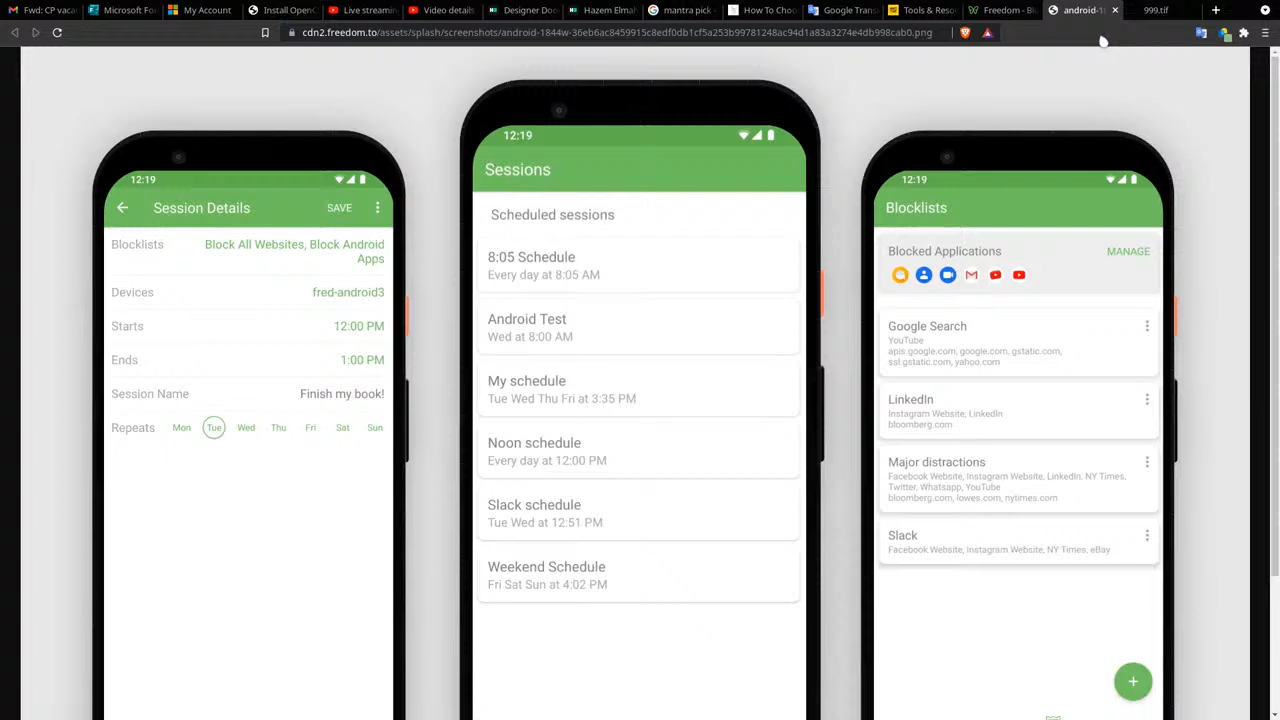 Fwd: CP vaca
Microsoft Fo
My Account
Install Open
Live streamin
Video details
Designer Doo
Hazem Elmah
mantra pick
How To Choo
Google Trans
Tools & Reso
Freedom - Bl
android-1
999.tif
cdn2.freedom.to/assets/splash/screenshots/android-1844w-36eb6ac8459915c8edf0db1cf5a253b99781248ac94d1a83a3274e4db998cab0.png
12:19
Session Details
SAVE
Blocklists
Block All Websites, Block Android
Apps
Devices
fred-android3
Starts
12:00 PM
Ends
1:00 PM
Session Name
Finish my book!
Repeats
Mon Tue Wed Thu Fri Sat Sun
12:19
Sessions
Scheduled sessions
8:05 Schedule
Every day at 8:05 AM
Android Test
Wed at 8:00 AM
My schedule
Tue Wed Thu Fri at 3:35 PM
Noon schedule
Every day at 12:00 PM
Slack schedule
Tue Wed at 12:51 PM
Weekend Schedule
Fri Sat Sun at 4:02 PM
12:19
Blocklists
Blocked Applications
MANAGE
Google Search
YouTube
apis.google.com, google.com, gstatic.com,
ssl.gstatic.com, yahoo.com
LinkedIn
Instagram Website, LinkedIn
bloomberg.com
Major distractions
Facebook Website, Instagram Website, LinkedIn, NY Times,
Twitter, Whatsapp, YouTube
bloomberg.com, lowes.com, nytimes.com
Slack
Facebook Website, Instagram Website, NY Times, eBay